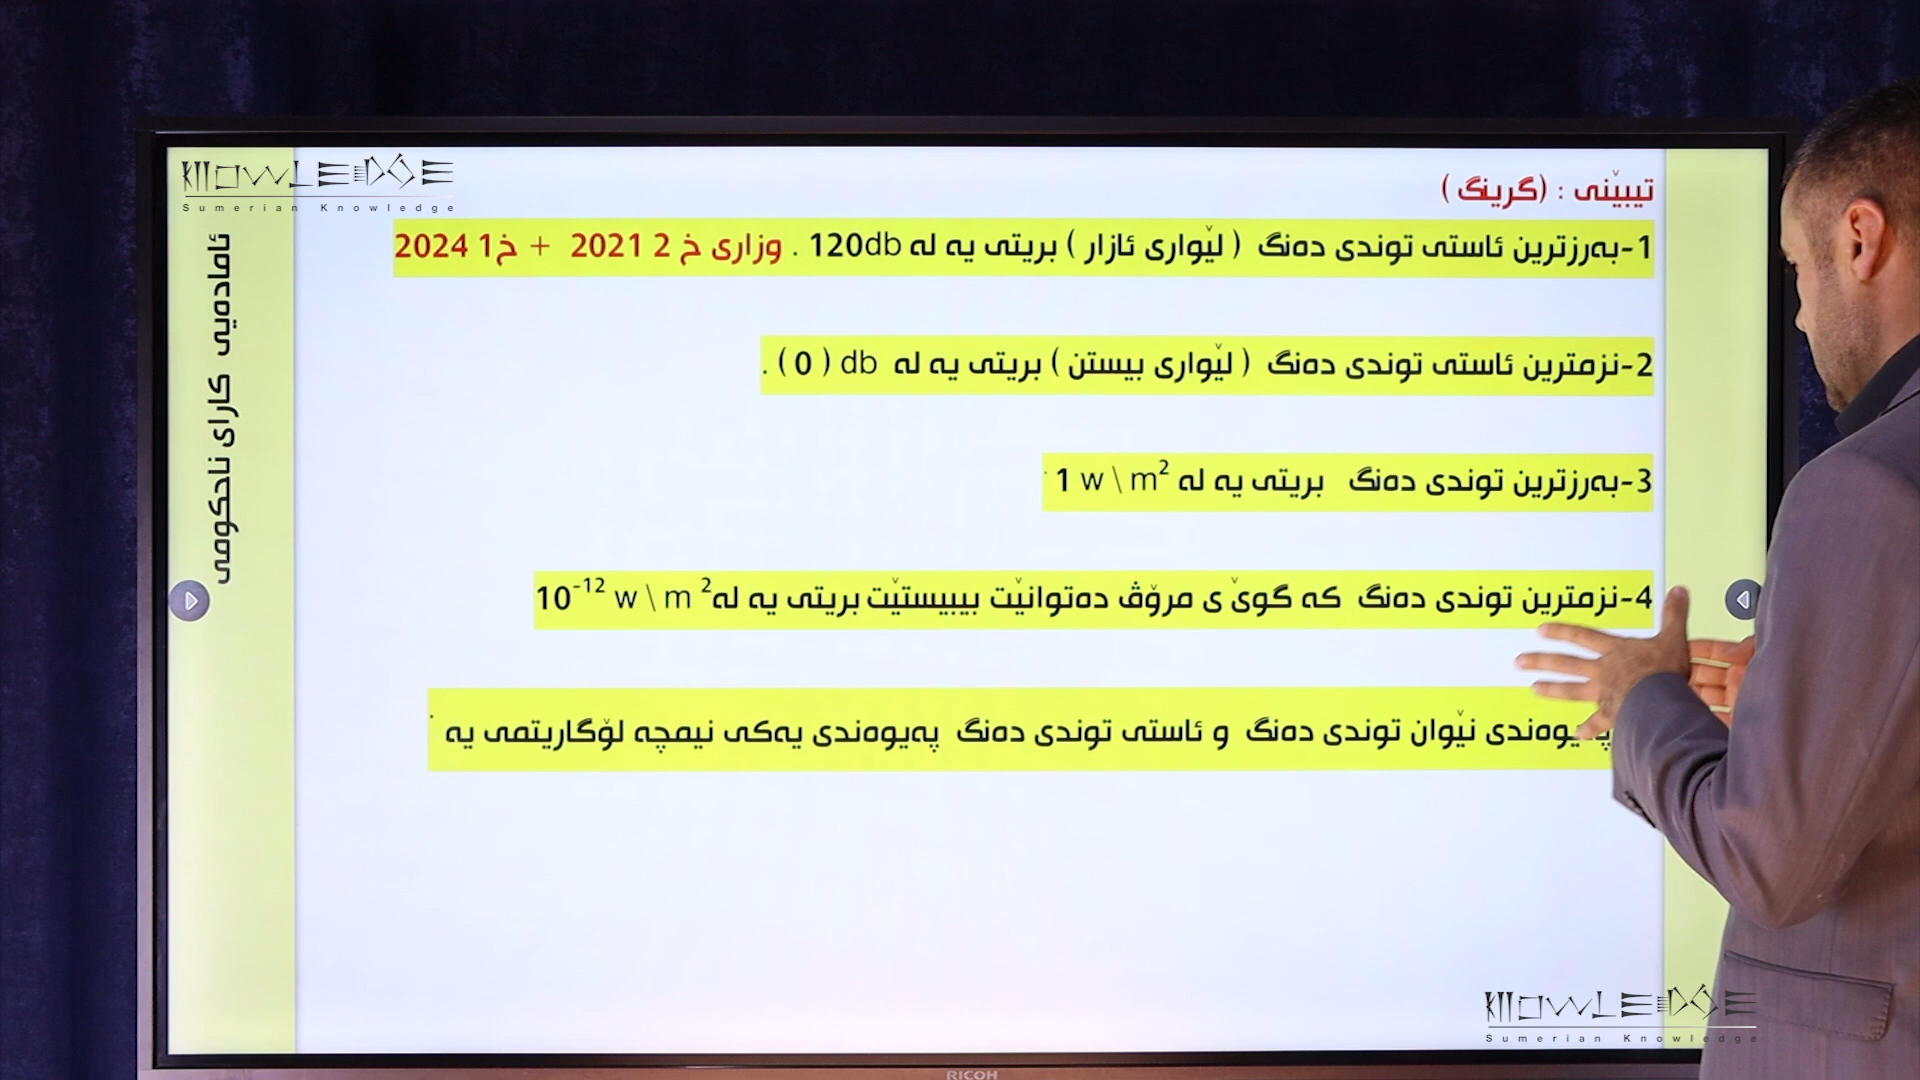 KNOWLEDGE
Sumerian Knowledge
تیبینی : (گرینگ)
1-بەرزترین ئاستی توندی دەنگ ( لێواری ئازار ) بریتی یە لە 120db . وزاری خ 2 2021 + خ1 2024
2-نزمترین ئاستی توندی دەنگ ( لێواری بیستن ) بریتی یە لە db ( 0 ) .
3-بەرزترین توندی دەنگ بریتی یە لە 1 w \ m²
4-نزمترین توندی دەنگ کە گوێ ی مرۆڤ دەتوانێت بیبیستێت بریتی یە لە 10⁻¹² w \ m²
پەیوەندی نێوان توندی دەنگ و ئاستی توندی دەنگ پەیوەندی یەکی نیمچە لۆگاریتمی یە .
ئامادەیی کارای ناحکومی
KNOWLEDGE
Sumerian Knowledge
RICOH